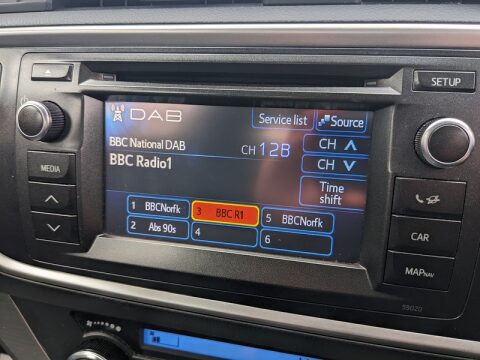 SETUP
DAB
Service list
Source
BBC National DAB
CH 12B
CH
BBC Radio1
CH
MEDIA
Time
shift
1 BBCNorfk
3 BBC R1
5 BBCNorfk
2 Abs 90s
4
6
CAR
MAP NAV
59020